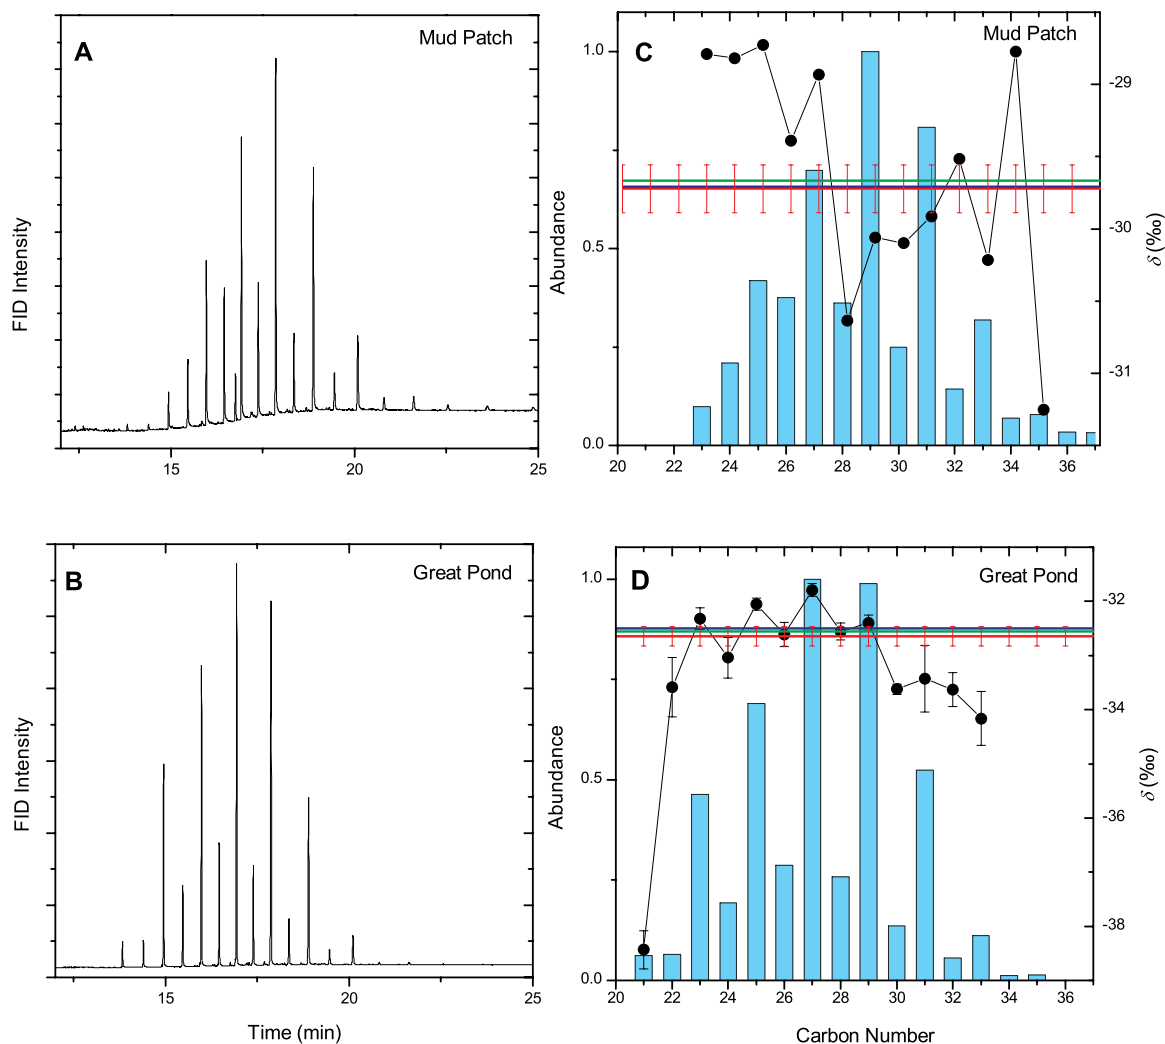 A
Mud Patch
FID Intensity
15
20
25
C
Mud Patch
1.0
0.5
0.0
Abundance
-29
-30
-31
δ (‰)
20
22
24
26
28
30
32
34
36
B
Great Pond
FID Intensity
15
20
25
Time (min)
D
Great Pond
1.0
0.5
0.0
Abundance
-32
-34
-36
-38
δ (‰)
20
22
24
26
28
30
32
34
36
Carbon Number